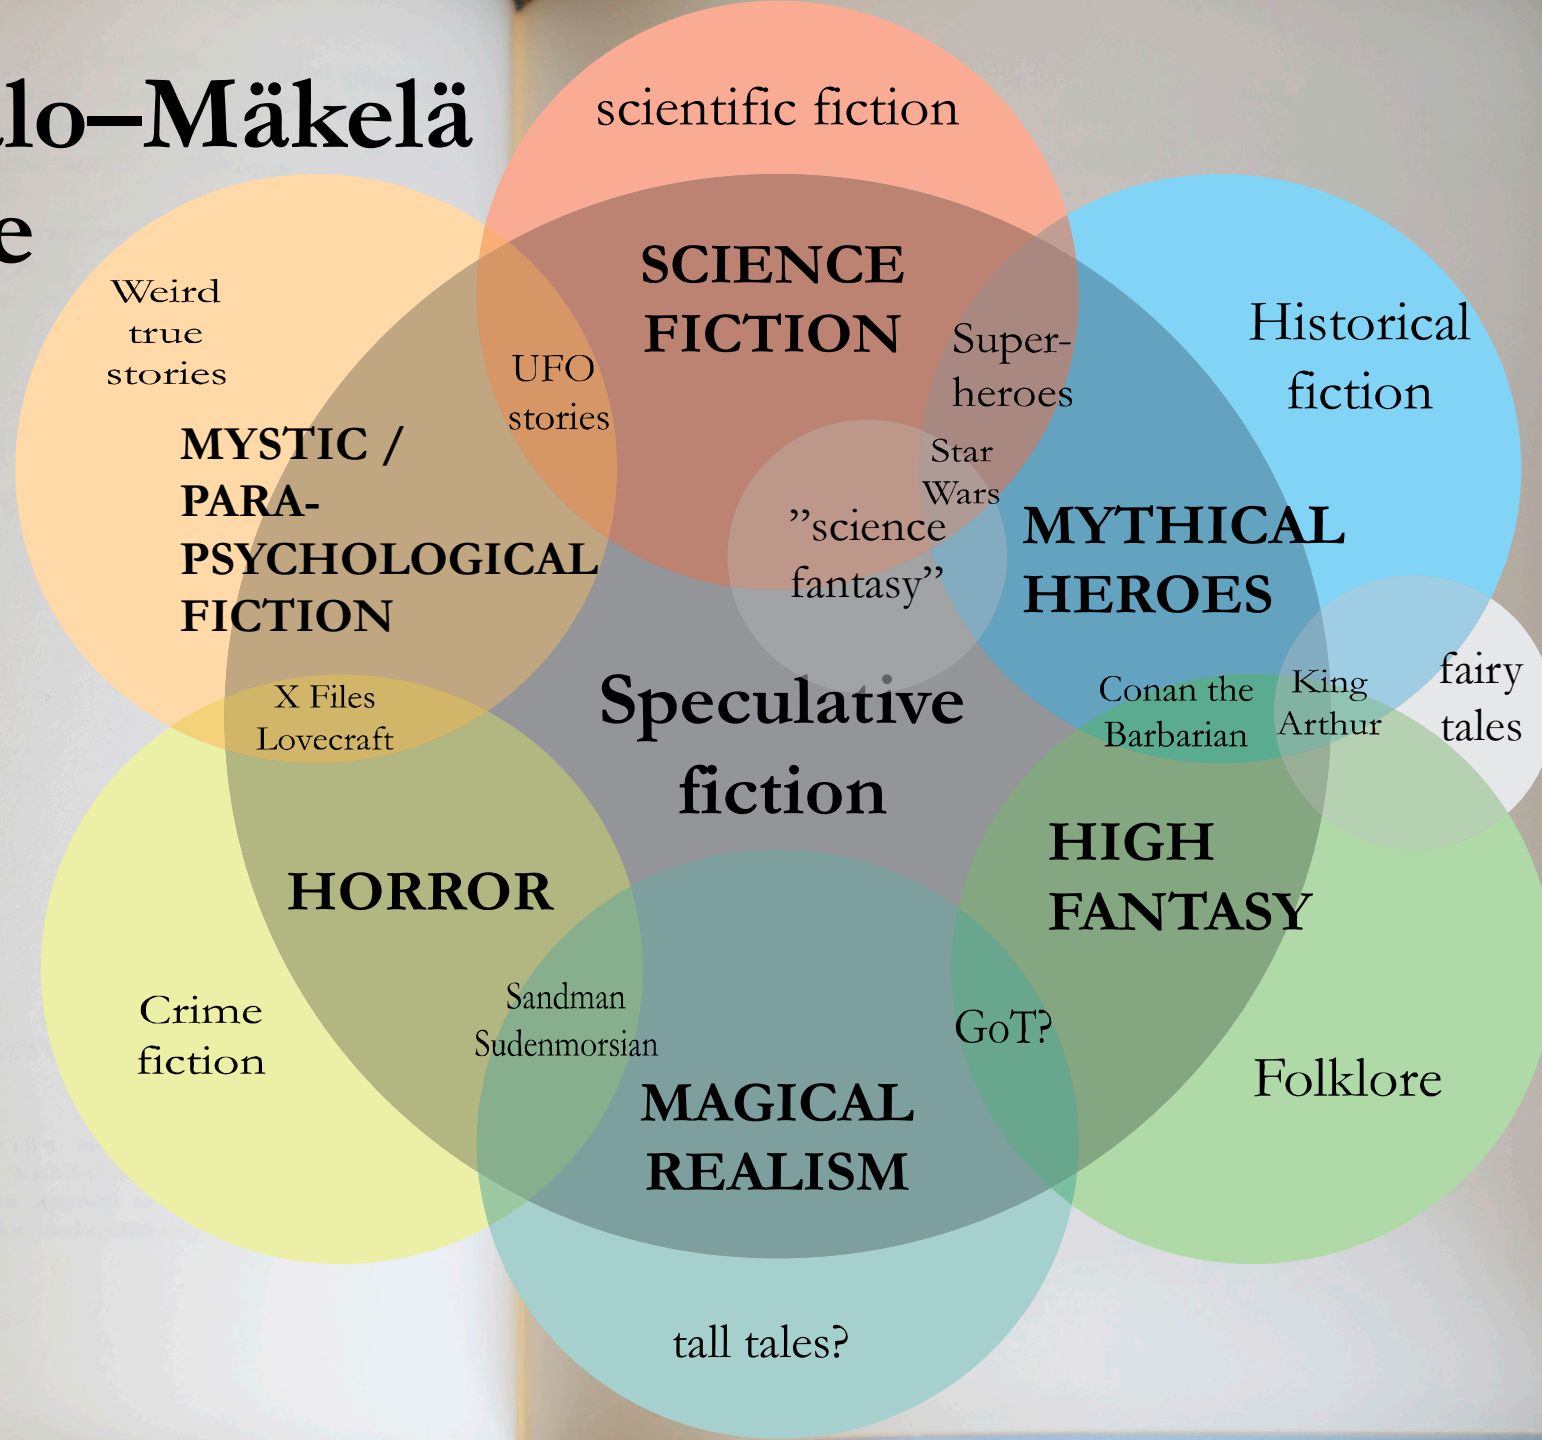 lo–Mäkelä
e
scientific fiction
SCIENCE
FICTION
Weird
true
stories
UFO
stories
Super-
heroes
Historical
fiction
MYSTIC /
PARA-
PSYCHOLOGICAL
FICTION
Star
Wars
”science
fantasy”
MYTHICAL
HEROES
X Files
Lovecraft
Speculative
fiction
Conan the
Barbarian
King
Arthur
fairy
tales
HORROR
HIGH
FANTASY
Crime
fiction
Sandman
Sudenmorsian
GoT?
Folklore
MAGICAL
REALISM
tall tales?